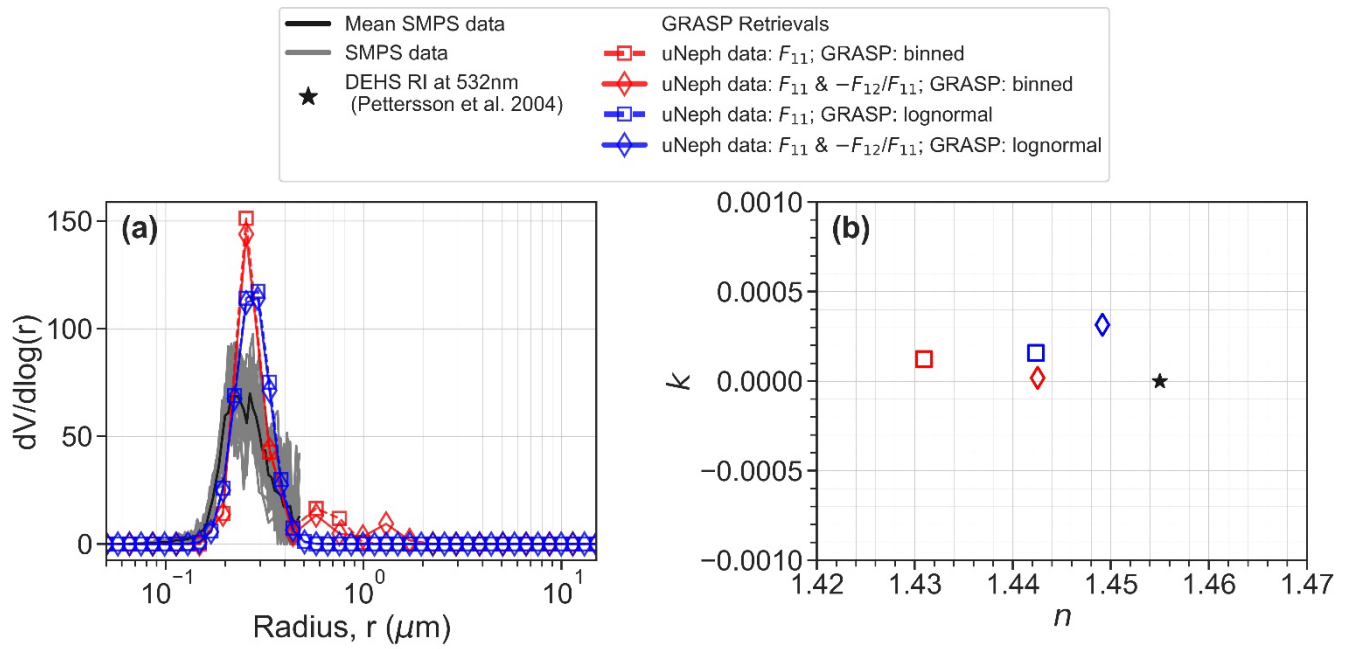 Mean SMPS data
SMPS data
DEHS RI at 532nm
(Pettersson et al. 2004)
GRASP Retrievals
uNeph data: F₁₁; GRASP: binned
uNeph data: F₁₁ & −F₁₂/F₁₁; GRASP: binned
uNeph data: F₁₁; GRASP: lognormal
uNeph data: F₁₁ & −F₁₂/F₁₁; GRASP: lognormal
(a)
dV/dlog(r)
150
100
50
0
10⁻¹ 10⁰ 10¹
Radius, r (μm)
(b)
k
0.0010
0.0005
0.0000
−0.0005
−0.0010
1.42 1.43 1.44 1.45 1.46 1.47
n